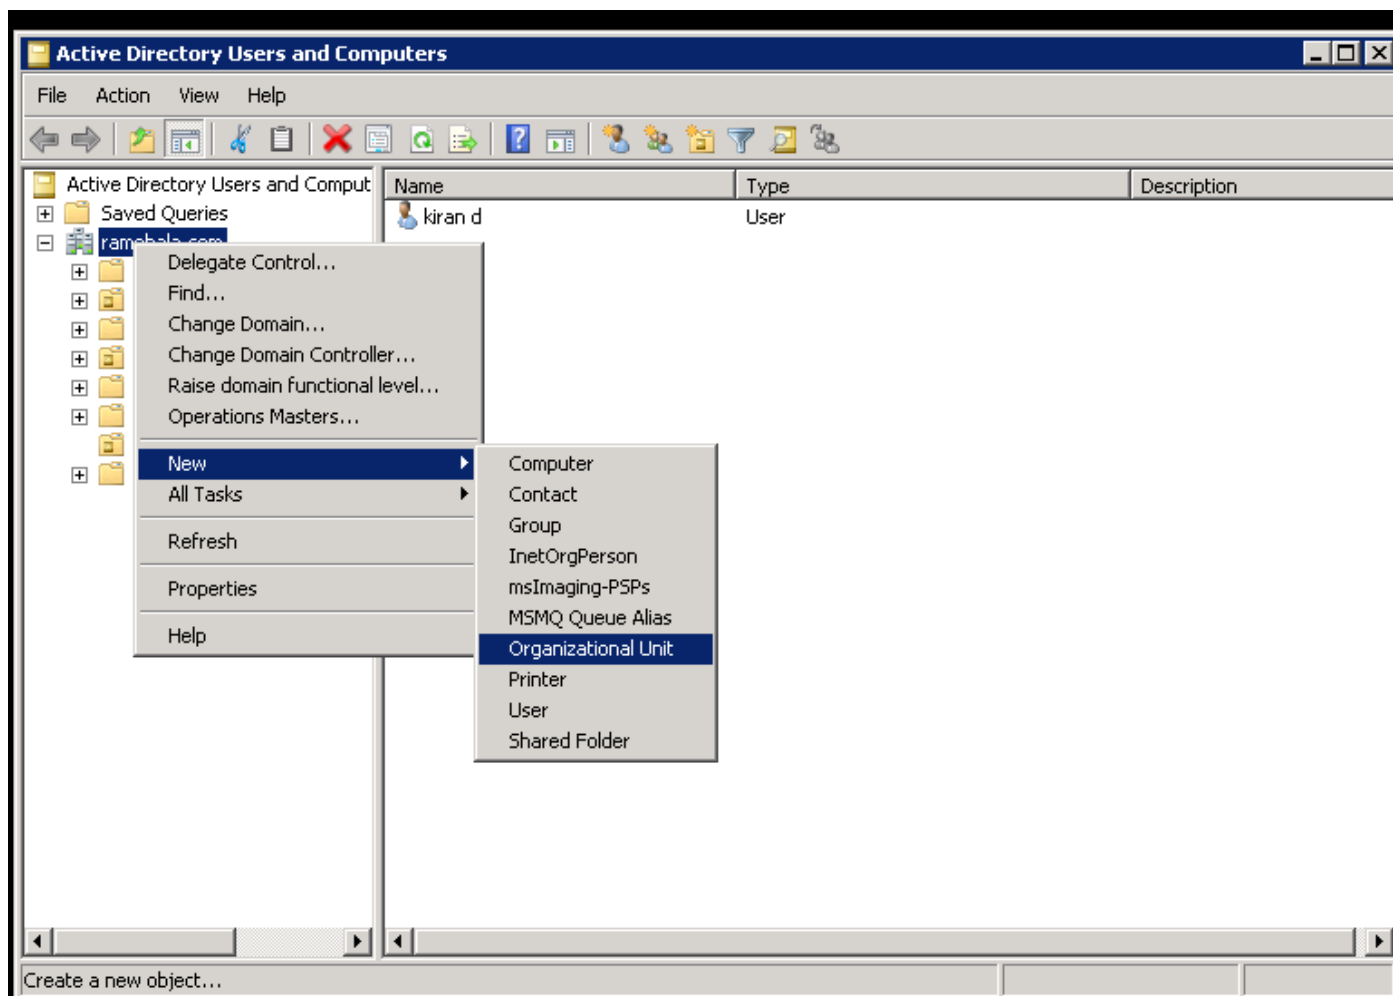 Active Directory Users and Computers
File Action View Help
Active Directory Users and Comput
Name Type Description
Saved Queries
kiran d User
Delegate Control...
Find...
Change Domain...
Change Domain Controller...
Raise domain functional level...
Operations Masters...
New
All Tasks
Refresh
Properties
Help
Computer
Contact
Group
InetOrgPerson
msImaging-PSPs
MSMQ Queue Alias
Organizational Unit
Printer
User
Shared Folder
Create a new object...